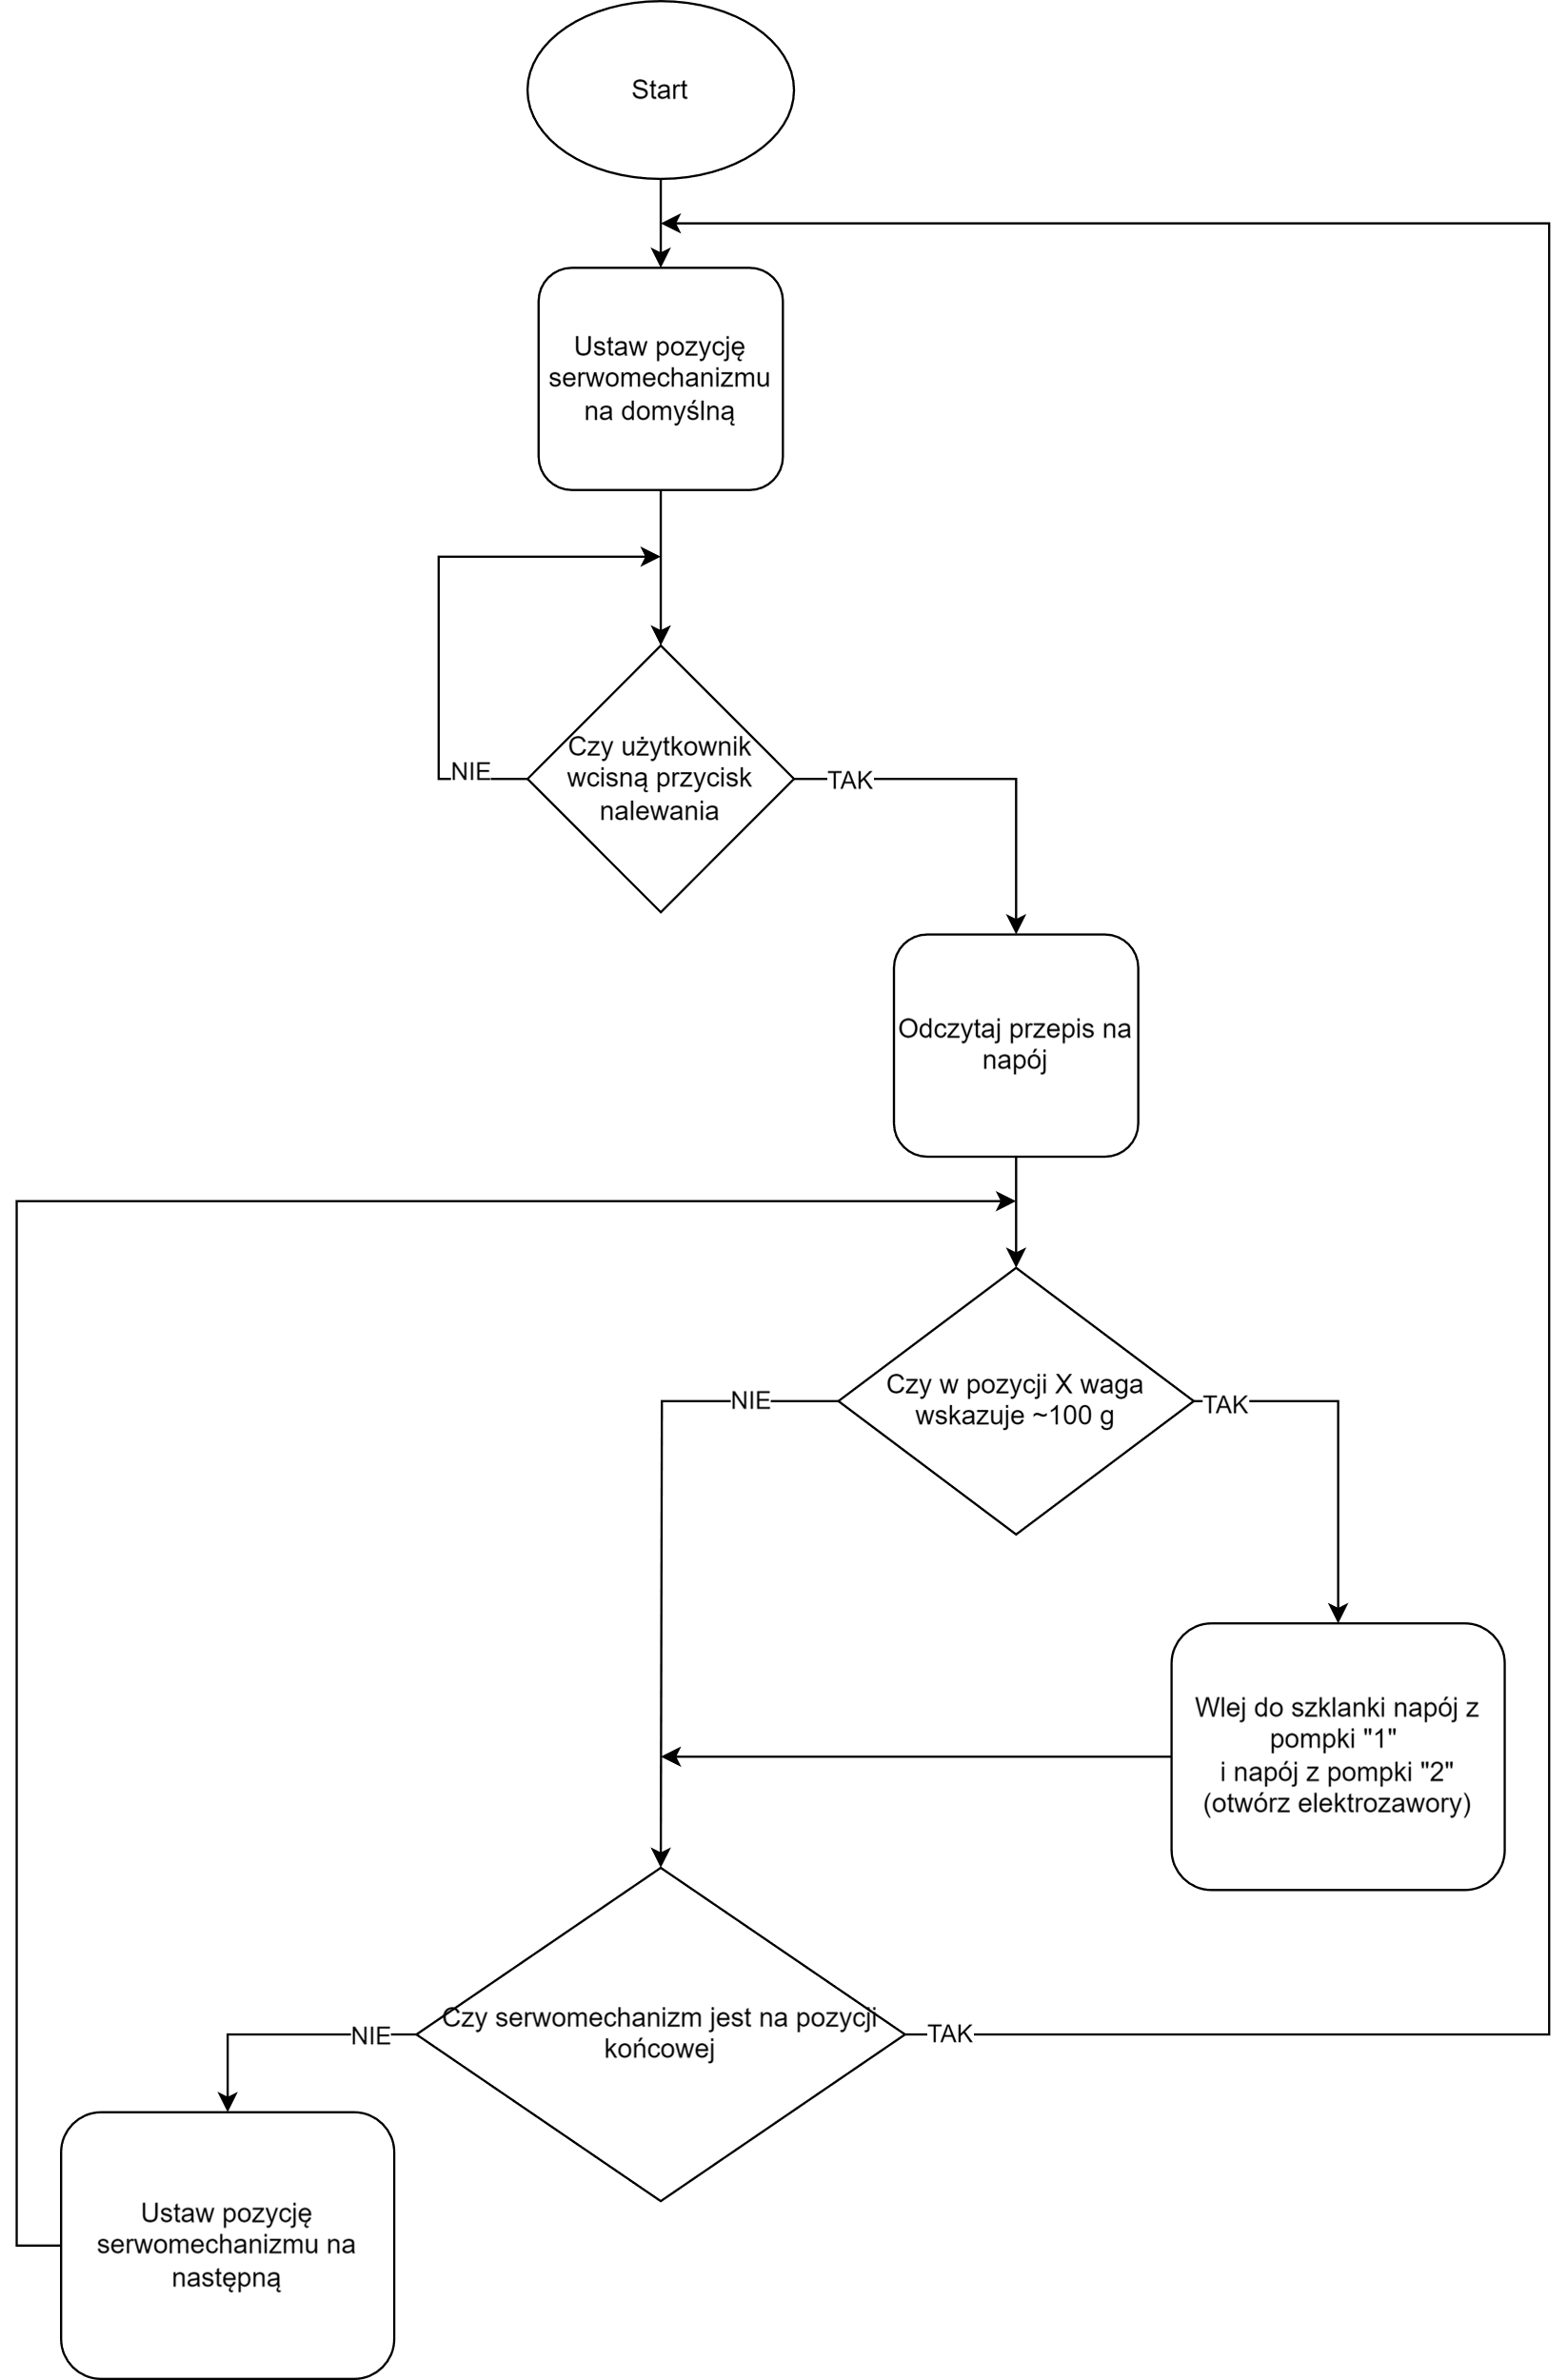 Start
Ustaw pozycję
serwomechanizmu
na domyślną
Czy użytkownik
wcisną przycisk
nalewania
NIE
TAK
Odczytaj przepis na
napój
Czy w pozycji X waga
wskazuje ~100 g
NIE
TAK
Wlej do szklanki napój z
pompki "1"
i napój z pompki "2"
(otwórz elektrozawory)
Czy serwomechanizm jest na pozycji
końcowej
NIE
TAK
Ustaw pozycję
serwomechanizmu na
następną